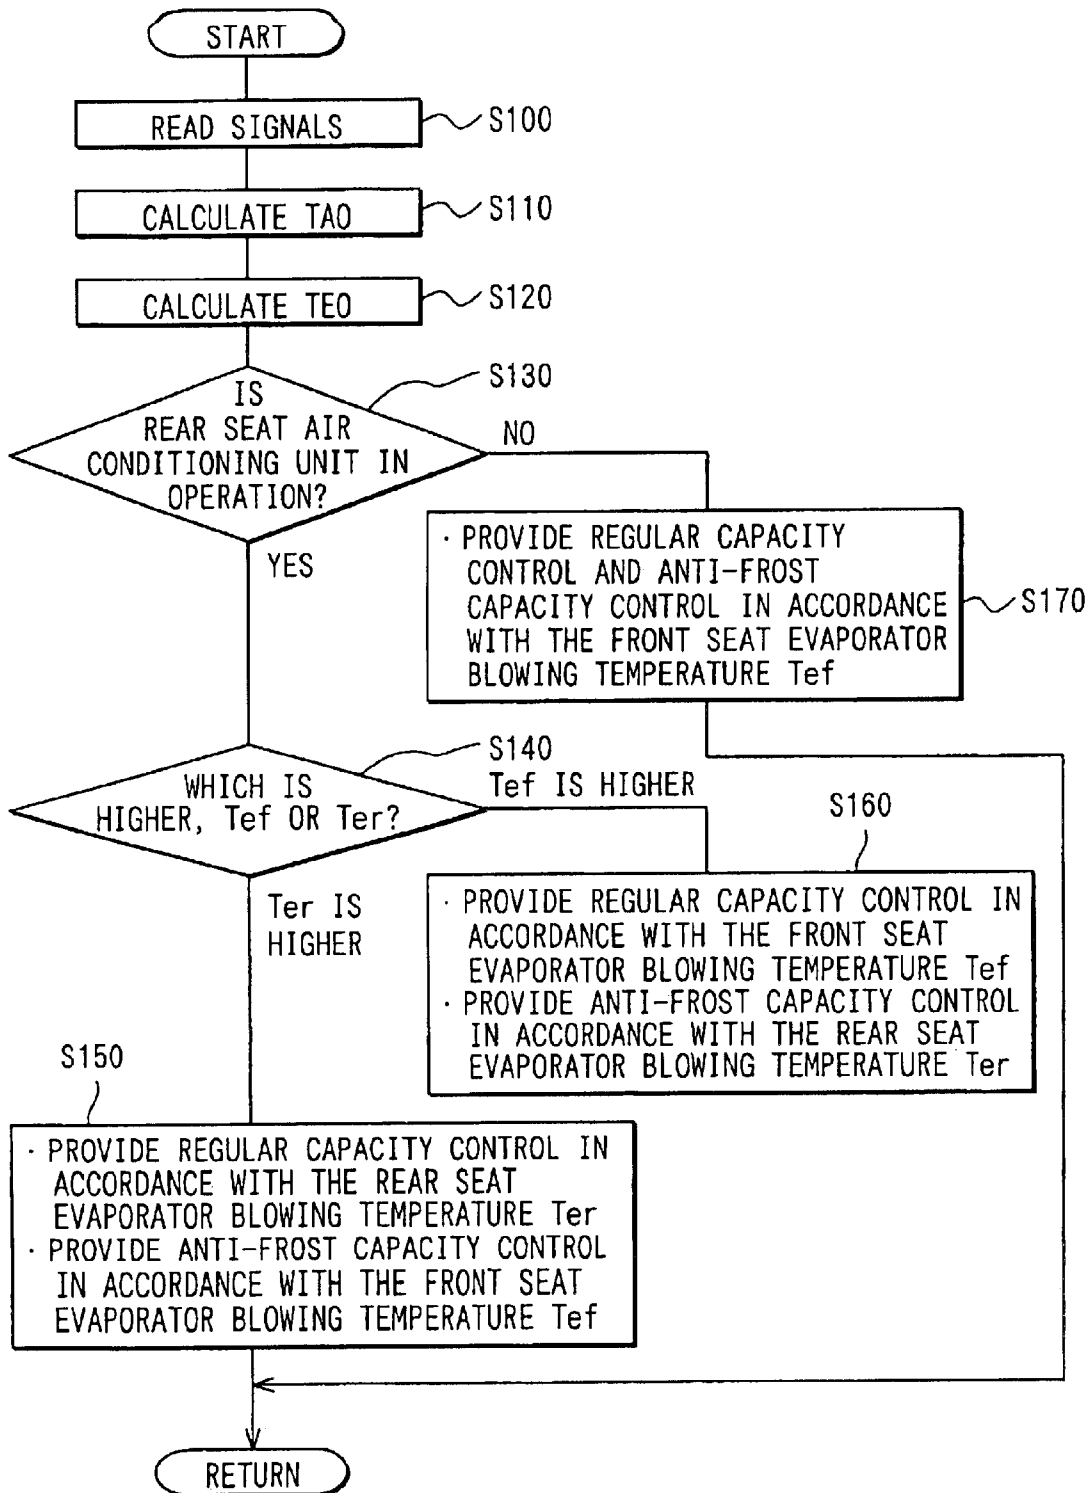 START
READ SIGNALS
S100
CALCULATE TAO
S110
CALCULATE TEO
S120
IS
REAR SEAT AIR
CONDITIONING UNIT IN
OPERATION?
S130
NO
YES
· PROVIDE REGULAR CAPACITY
CONTROL AND ANTI-FROST
CAPACITY CONTROL IN ACCORDANCE
WITH THE FRONT SEAT EVAPORATOR
BLOWING TEMPERATURE Tef
S170
WHICH IS
HIGHER, Tef OR Ter?
S140
Tef IS HIGHER
Ter IS
HIGHER
S160
· PROVIDE REGULAR CAPACITY CONTROL IN
ACCORDANCE WITH THE FRONT SEAT
EVAPORATOR BLOWING TEMPERATURE Tef
· PROVIDE ANTI-FROST CAPACITY CONTROL
IN ACCORDANCE WITH THE REAR SEAT
EVAPORATOR BLOWING TEMPERATURE Ter
S150
· PROVIDE REGULAR CAPACITY CONTROL IN
ACCORDANCE WITH THE REAR SEAT
EVAPORATOR BLOWING TEMPERATURE Ter
· PROVIDE ANTI-FROST CAPACITY CONTROL
IN ACCORDANCE WITH THE FRONT SEAT
EVAPORATOR BLOWING TEMPERATURE Tef
RETURN